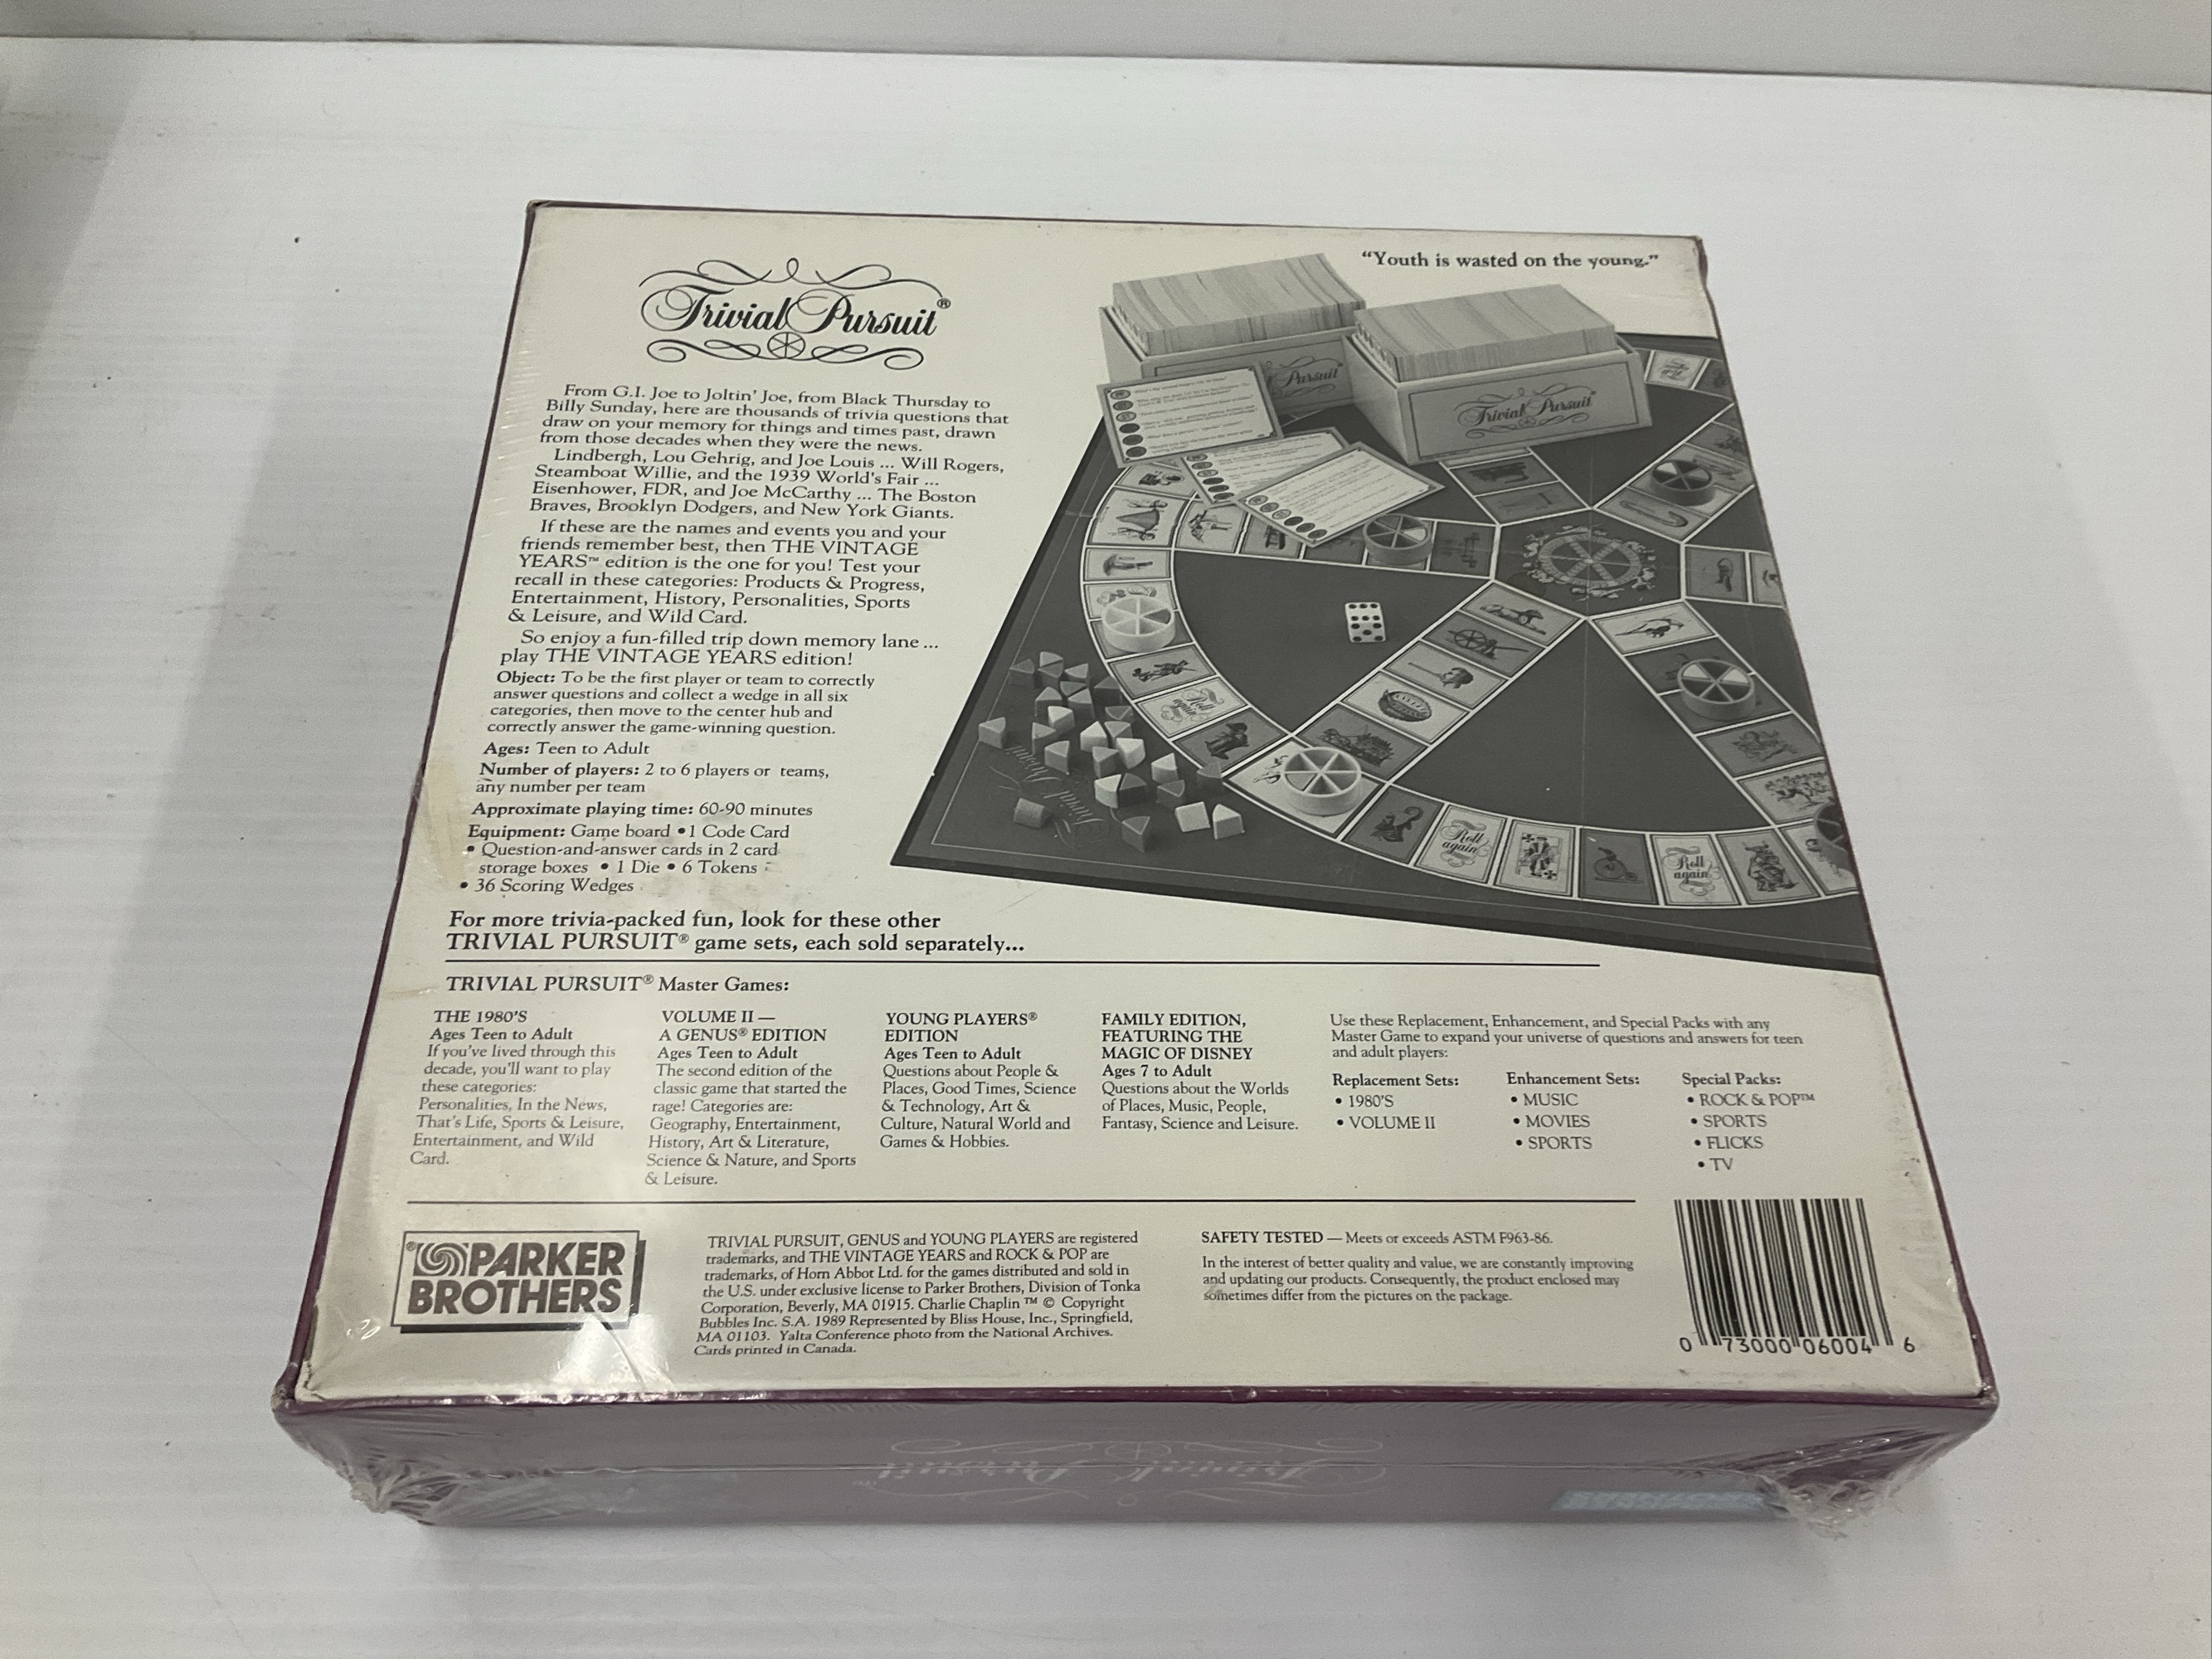 Trivial Pursuit®
"Youth is wasted on the young."
From G.I. Joe to Joltin' Joe, from Black Thursday to
Billy Sunday, here are thousands of trivia questions that
draw on your memory for things and times past, drawn
from those decades when they were the news.
Lindbergh, Lou Gehrig, and Joe Louis ... Will Rogers,
Steamboat Willie, and the 1939 World's Fair ...
Eisenhower, FDR, and Joe McCarthy ... The Boston
Braves, Brooklyn Dodgers, and New York Giants.
If these are the names and events you and your
friends remember best, then THE VINTAGE
YEARS™ edition is the one for you! Test your
recall in these categories: Products & Progress,
Entertainment, History, Personalities, Sports
& Leisure, and Wild Card.
So enjoy a fun-filled trip down memory lane ...
play THE VINTAGE YEARS edition!
Object: To be the first player or team to correctly
answer questions and collect a wedge in all six
categories, then move to the center hub and
correctly answer the game-winning question.
Ages: Teen to Adult
Number of players: 2 to 6 players or teams,
any number per team
Approximate playing time: 60-90 minutes
Equipment: Game board • 1 Code Card
• Question-and-answer cards in 2 card
storage boxes • 1 Die • 6 Tokens
• 36 Scoring Wedges
Pursuit
Trivial Pursuit
Roll again
Trivial Pursuit
Roll again
Roll again
For more trivia-packed fun, look for these other
TRIVIAL PURSUIT® game sets, each sold separately...
TRIVIAL PURSUIT® Master Games:
THE 1980'S
Ages Teen to Adult
If you've lived through this
decade, you'll want to play
these categories:
Personalities, In the News,
That's Life, Sports & Leisure,
Entertainment, and Wild
Card.
VOLUME II —
A GENUS® EDITION
Ages Teen to Adult
The second edition of the
classic game that started the
rage! Categories are:
Geography, Entertainment,
History, Art & Literature,
Science & Nature, and Sports
& Leisure.
YOUNG PLAYERS®
EDITION
Ages Teen to Adult
Questions about People &
Places, Good Times, Science
& Technology, Art &
Culture, Natural World and
Games & Hobbies.
FAMILY EDITION,
FEATURING THE
MAGIC OF DISNEY
Ages 7 to Adult
Questions about the Worlds
of Places, Music, People,
Fantasy, Science and Leisure.
Use these Replacement, Enhancement, and Special Packs with any
Master Game to expand your universe of questions and answers for teen
and adult players:
Replacement Sets:
• 1980'S
• VOLUME II
Enhancement Sets:
• MUSIC
• MOVIES
• SPORTS
Special Packs:
• ROCK & POP™
• SPORTS
• FLICKS
• TV
®PARKER
BROTHERS
TRIVIAL PURSUIT, GENUS and YOUNG PLAYERS are registered
trademarks, and THE VINTAGE YEARS and ROCK & POP are
trademarks, of Horn Abbot Ltd. for the games distributed and sold in
the U.S. under exclusive license to Parker Brothers, Division of Tonka
Corporation, Beverly, MA 01915. Charlie Chaplin ™ © Copyright
Bubbles Inc. S.A. 1989 Represented by Bliss House, Inc., Springfield,
MA 01103. Yalta Conference photo from the National Archives.
Cards printed in Canada.
SAFETY TESTED — Meets or exceeds ASTM F963-86.
In the interest of better quality and value, we are constantly improving
and updating our products. Consequently, the product enclosed may
sometimes differ from the pictures on the package.
0 73000 06004 6
Trivial Pursuit